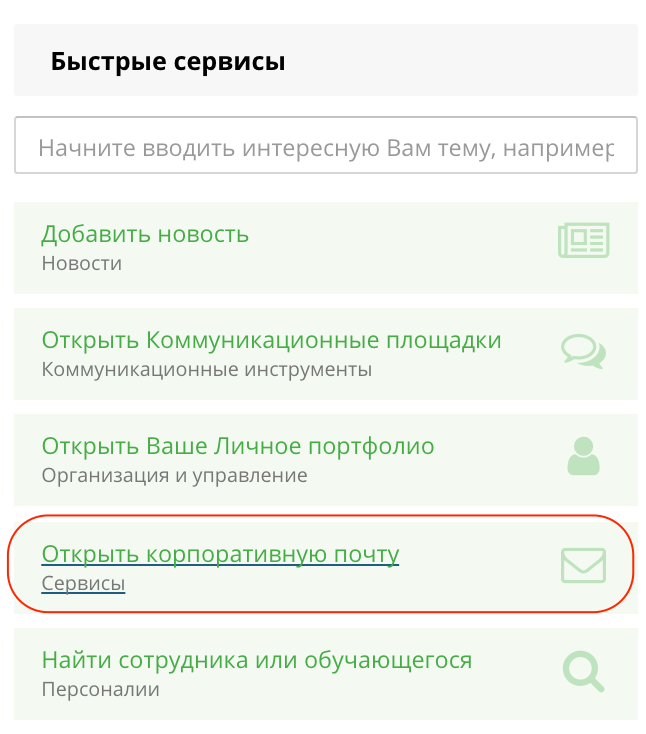 Быстрые сервисы
Начните вводить интересную Вам тему, например
Добавить новость
Новости
Открыть Коммуникационные площадки
Коммуникационные инструменты
Открыть Ваше Личное портфолио
Организация и управление
Открыть корпоративную почту
Сервисы
Найти сотрудника или обучающегося
Персоналии